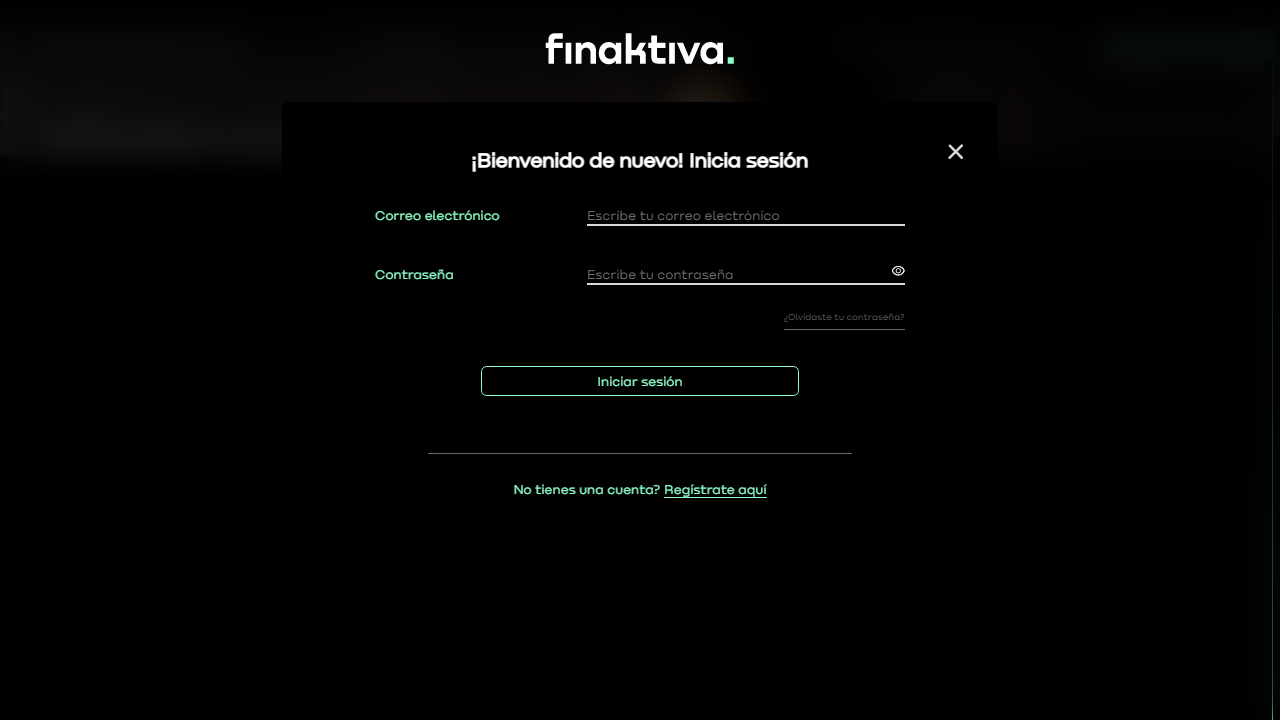 finaktiva.
¡Bienvenido de nuevo! Inicia sesión
Correo electrónico
Escribe tu correo electrónico
Contraseña
Escribe tu contraseña
¿Olvidaste tu contraseña?
Iniciar sesión
No tienes una cuenta? Regístrate aquí